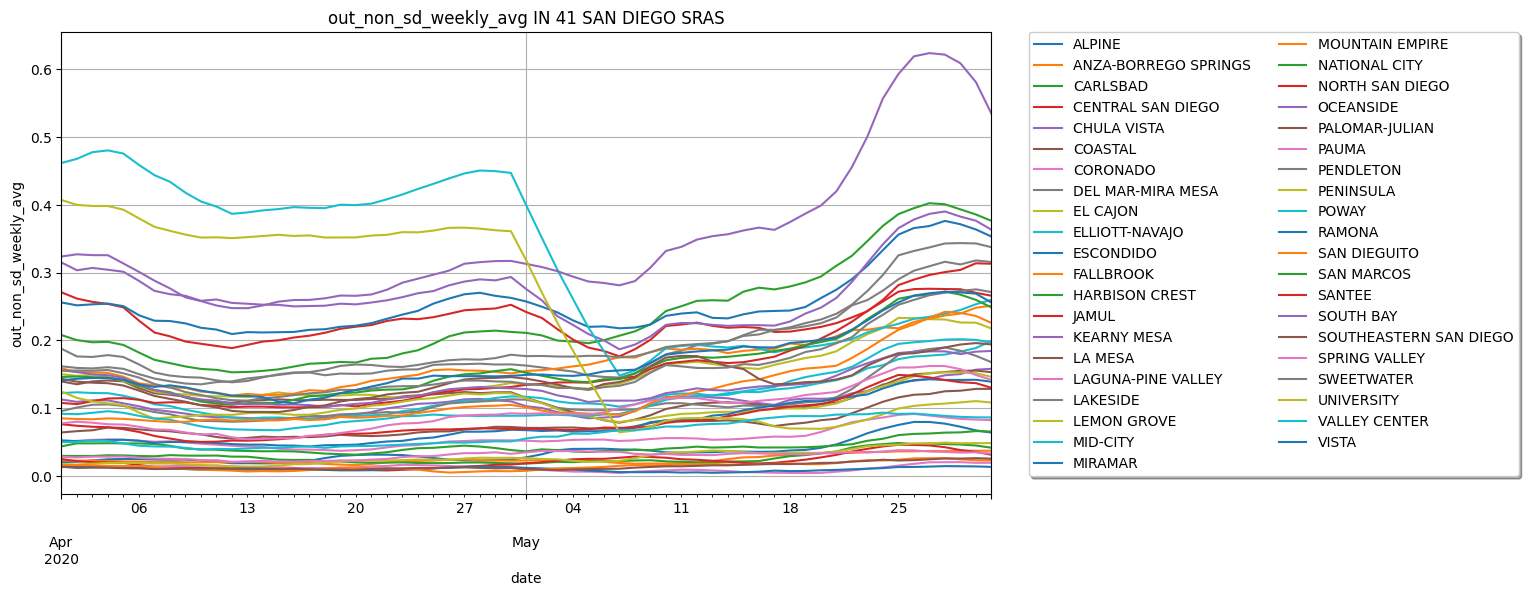 out_non_sd_weekly_avg IN 41 SAN DIEGO SRAS
out_non_sd_weekly_avg
0.6
0.5
0.4
0.3
0.2
0.1
0.0
06
13
20
27
04
11
18
25
Apr
2020
May
date
ALPINE
ANZA-BORREGO SPRINGS
CARLSBAD
CENTRAL SAN DIEGO
CHULA VISTA
COASTAL
CORONADO
DEL MAR-MIRA MESA
EL CAJON
ELLIOTT-NAVAJO
ESCONDIDO
FALLBROOK
HARBISON CREST
JAMUL
KEARNY MESA
LA MESA
LAGUNA-PINE VALLEY
LAKESIDE
LEMON GROVE
MID-CITY
MIRAMAR
MOUNTAIN EMPIRE
NATIONAL CITY
NORTH SAN DIEGO
OCEANSIDE
PALOMAR-JULIAN
PAUMA
PENDLETON
PENINSULA
POWAY
RAMONA
SAN DIEGUITO
SAN MARCOS
SANTEE
SOUTH BAY
SOUTHEASTERN SAN DIEGO
SPRING VALLEY
SWEETWATER
UNIVERSITY
VALLEY CENTER
VISTA